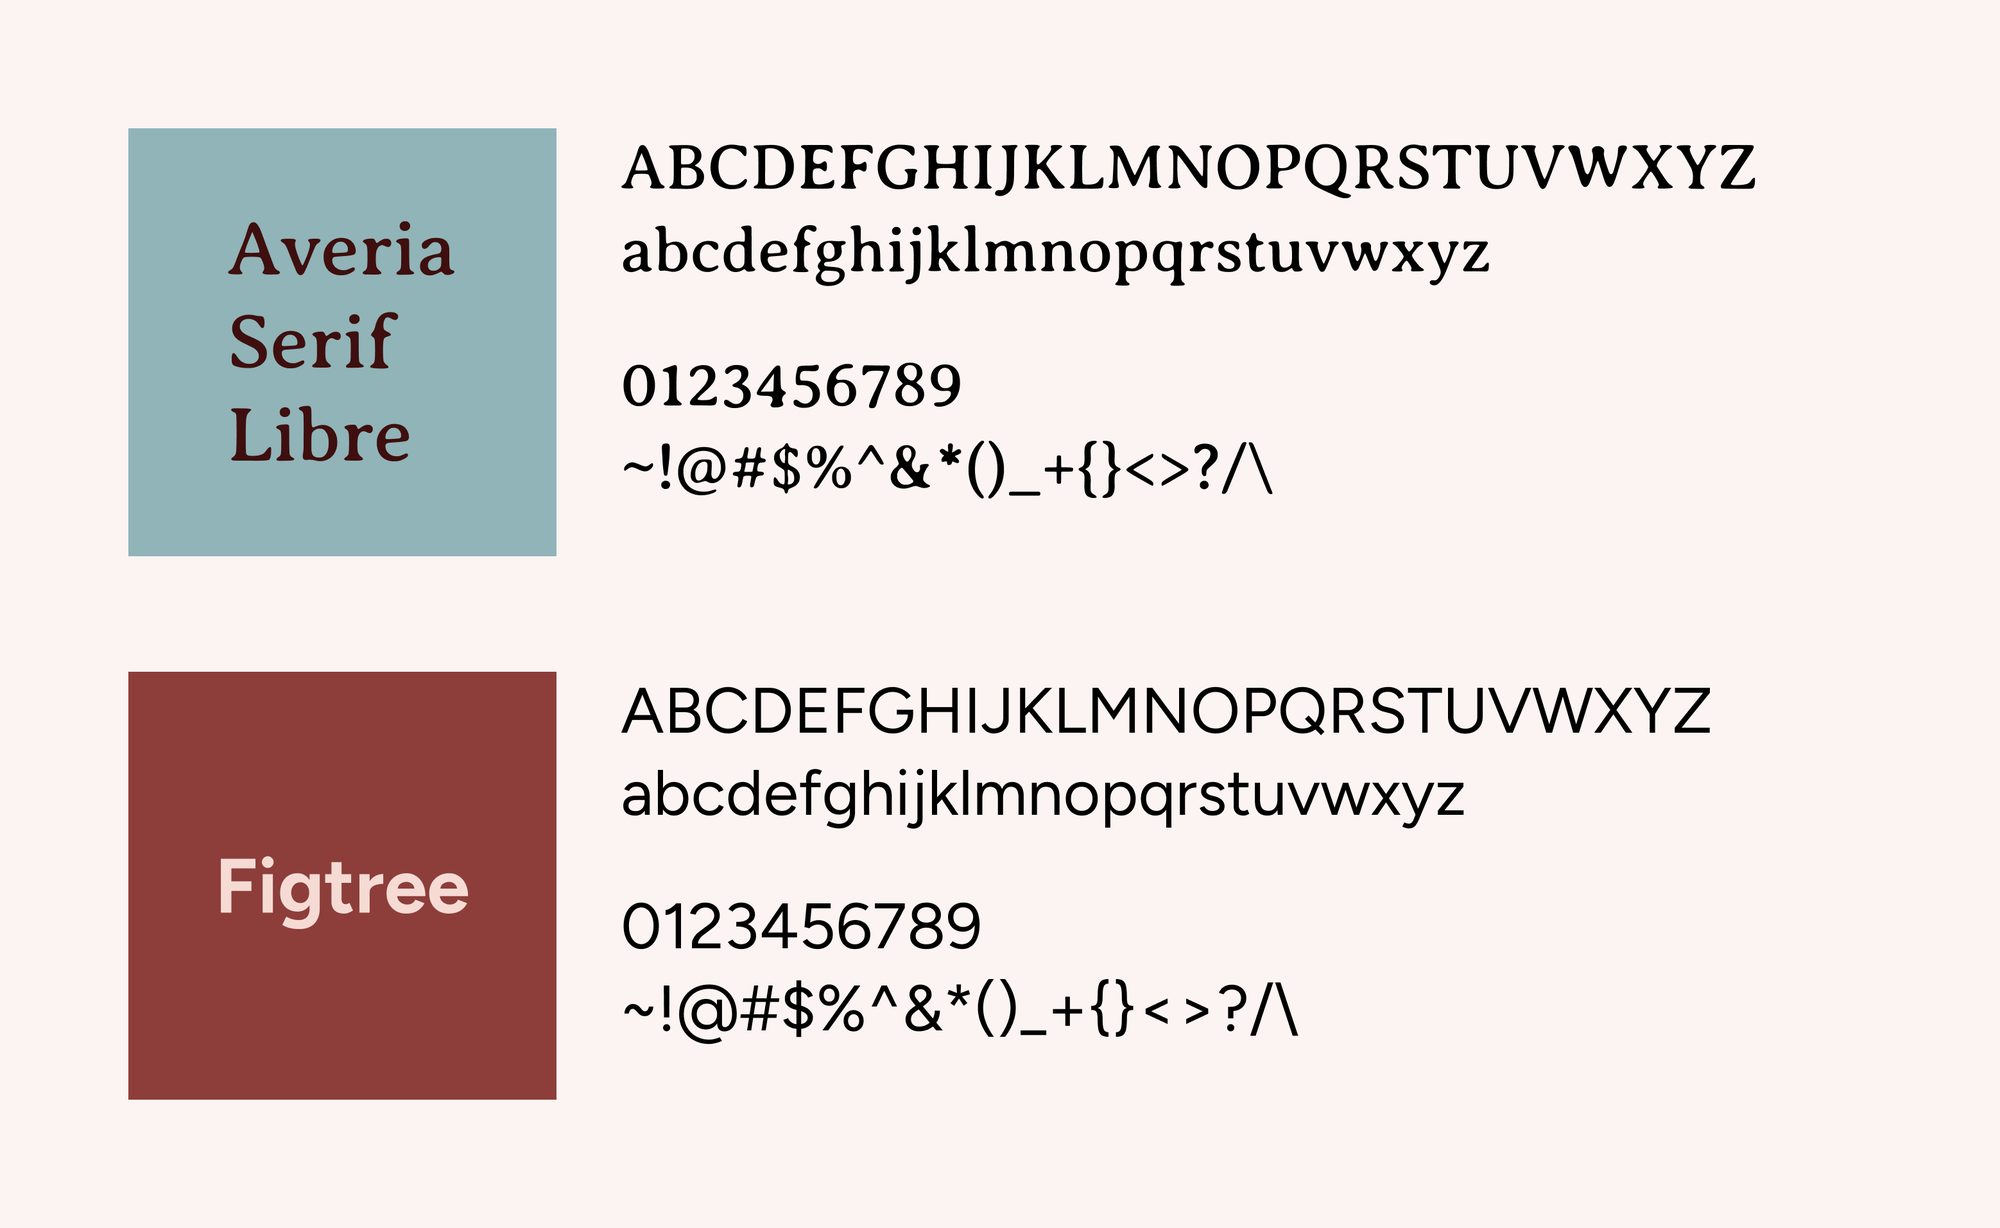 Averia
Serif
Libre
ABCDEFGHIJKLMNOPQRSTUVWXYZ
abcdefghijklmnopqrstuvwxyz
0123456789
~!@#$%^&*()_+{}<>?/\
Figtree
ABCDEFGHIJKLMNOPQRSTUVWXYZ
abcdefghijklmnopqrstuvwxyz
0123456789
~!@#$%^&*()_+{}<>?/\